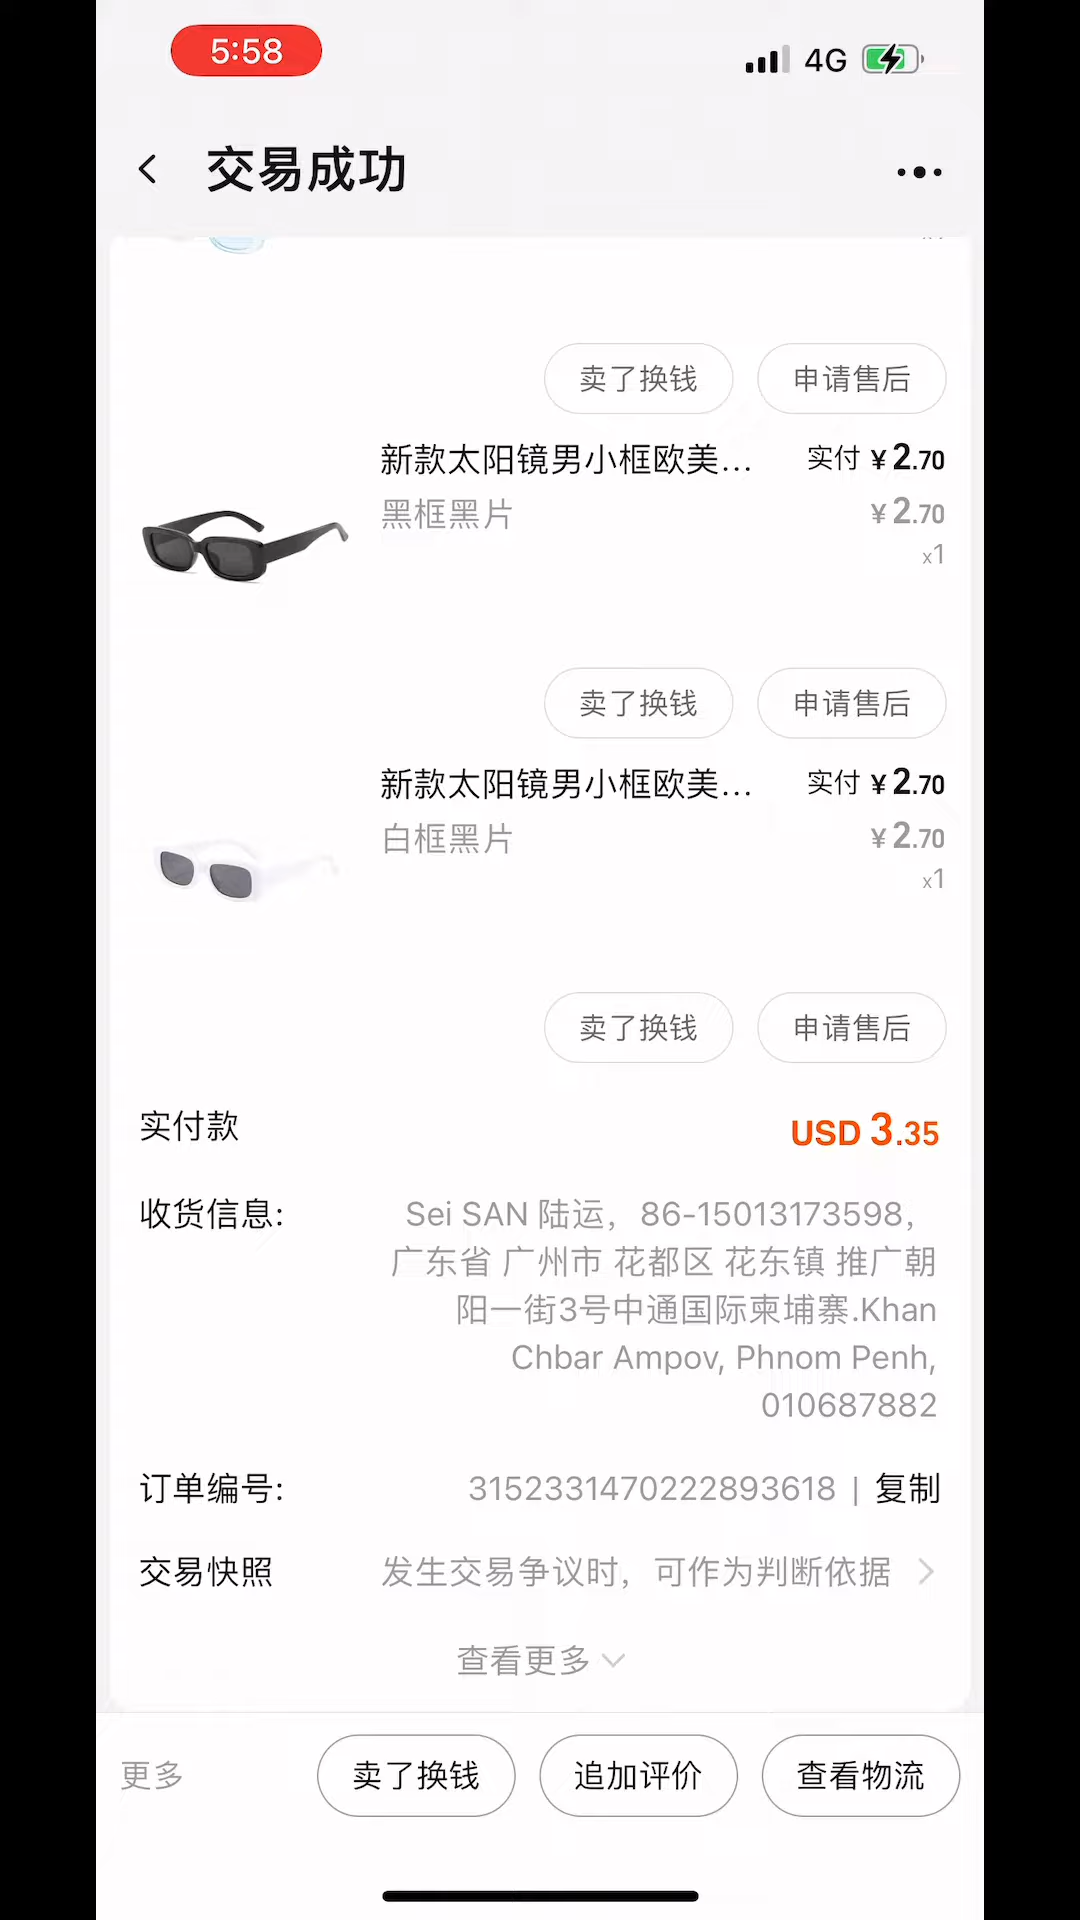 5:58
4G
交易成功
卖了换钱 申请售后
新款太阳镜男小框欧美... 实付 ¥2.70
黑框黑片 ¥2.70
x1
卖了换钱 申请售后
新款太阳镜男小框欧美... 实付 ¥2.70
白框黑片 ¥2.70
x1
卖了换钱 申请售后
实付款 USD 3.35
收货信息: Sei SAN 陆运，86-15013173598，
广东省 广州市 花都区 花东镇 推广朝
阳一街3号中通国际柬埔寨.Khan
Chbar Ampov, Phnom Penh,
010687882
订单编号: 3152331470222893618 | 复制
交易快照 发生交易争议时，可作为判断依据
查看更多
更多 卖了换钱 追加评价 查看物流